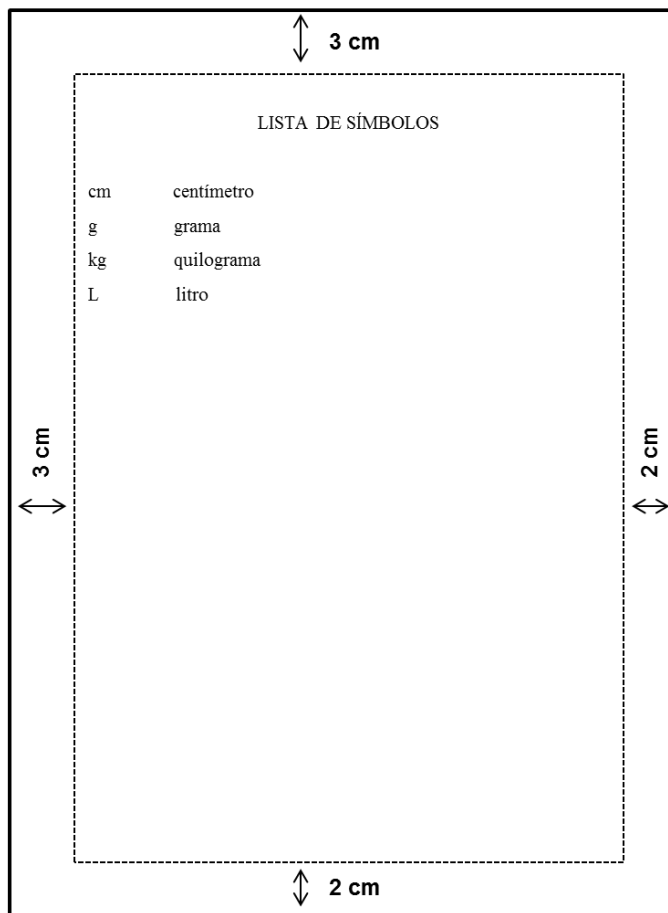 3 cm
LISTA DE SÍMBOLOS
cm centímetro
g grama
kg quilograma
L litro
3 cm
2 cm
2 cm